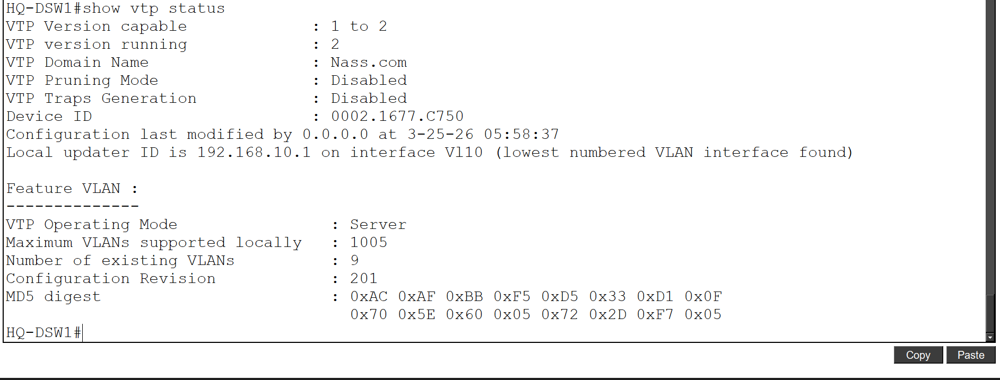 HQ-DSW1#show vtp status
VTP Version capable             : 1 to 2
VTP version running             : 2
VTP Domain Name                 : Nass.com
VTP Pruning Mode                : Disabled
VTP Traps Generation            : Disabled
Device ID                       : 0002.1677.C750
Configuration last modified by 0.0.0.0 at 3-25-26 05:58:37
Local updater ID is 192.168.10.1 on interface Vl10 (lowest numbered VLAN interface found)

Feature VLAN :
--------------
VTP Operating Mode                : Server
Maximum VLANs supported locally   : 1005
Number of existing VLANs          : 9
Configuration Revision            : 201
MD5 digest                        : 0xAC 0xAF 0xBB 0xF5 0xD5 0x33 0xD1 0x0F
                                    0x70 0x5E 0x60 0x05 0x72 0x2D 0xF7 0x05
HQ-DSW1#
Copy Paste